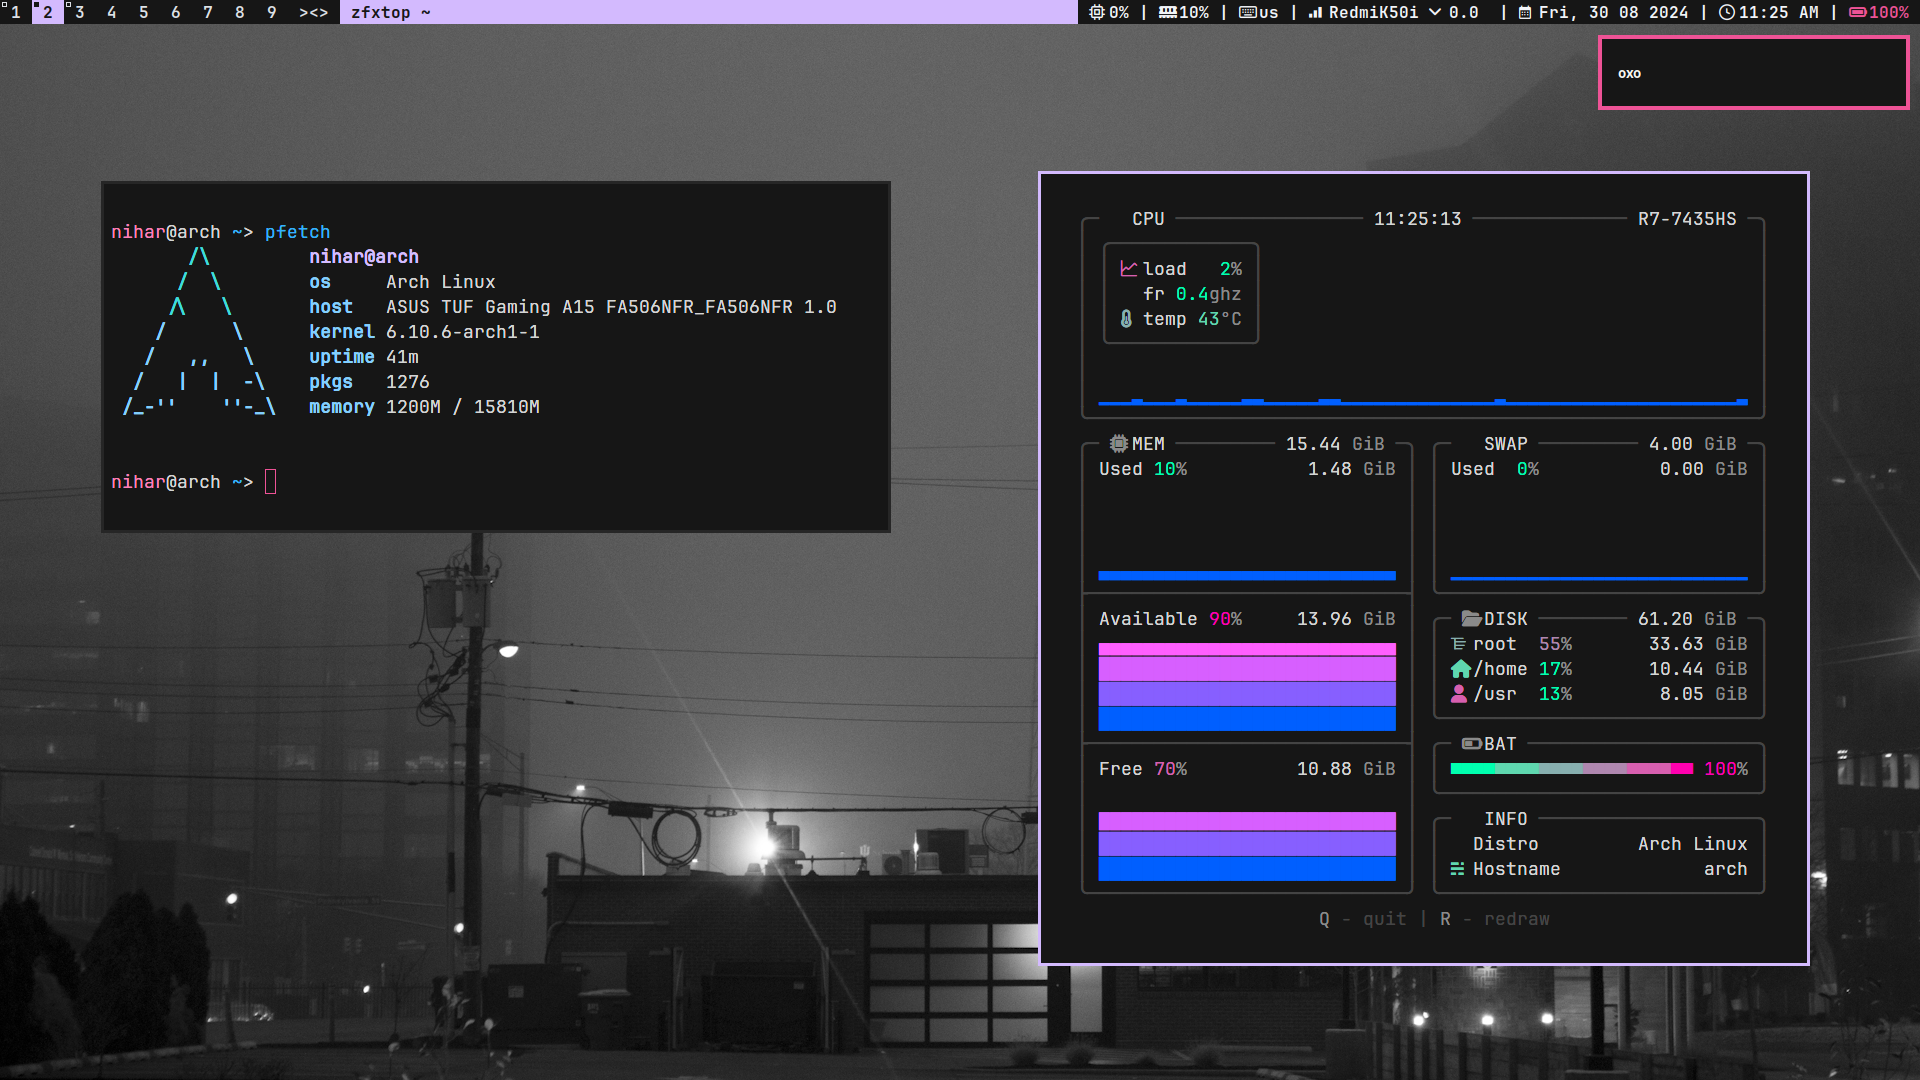 1 2 3 4 5 6 7 8 9 ><> zfxtop ~ 0% | 10% | us | RedmiK50i 0.0 | Fri, 30 08 2024 | 11:25 AM | 100%
oxo
nihar@arch ~> pfetch
nihar@arch
os Arch Linux
host ASUS TUF Gaming A15 FA506NFR_FA506NFR 1.0
kernel 6.10.6-arch1-1
uptime 41m
pkgs 1276
memory 1200M / 15810M
nihar@arch ~>
CPU 11:25:13 R7-7435HS
load 2%
fr 0.4ghz
temp 43°C
MEM 15.44 GiB
Used 10% 1.48 GiB
Available 90% 13.96 GiB
Free 70% 10.88 GiB
SWAP 4.00 GiB
Used 0% 0.00 GiB
DISK 61.20 GiB
root 55% 33.63 GiB
/home 17% 10.44 GiB
/usr 13% 8.05 GiB
BAT
100%
INFO
Distro Arch Linux
Hostname arch
Q - quit | R - redraw